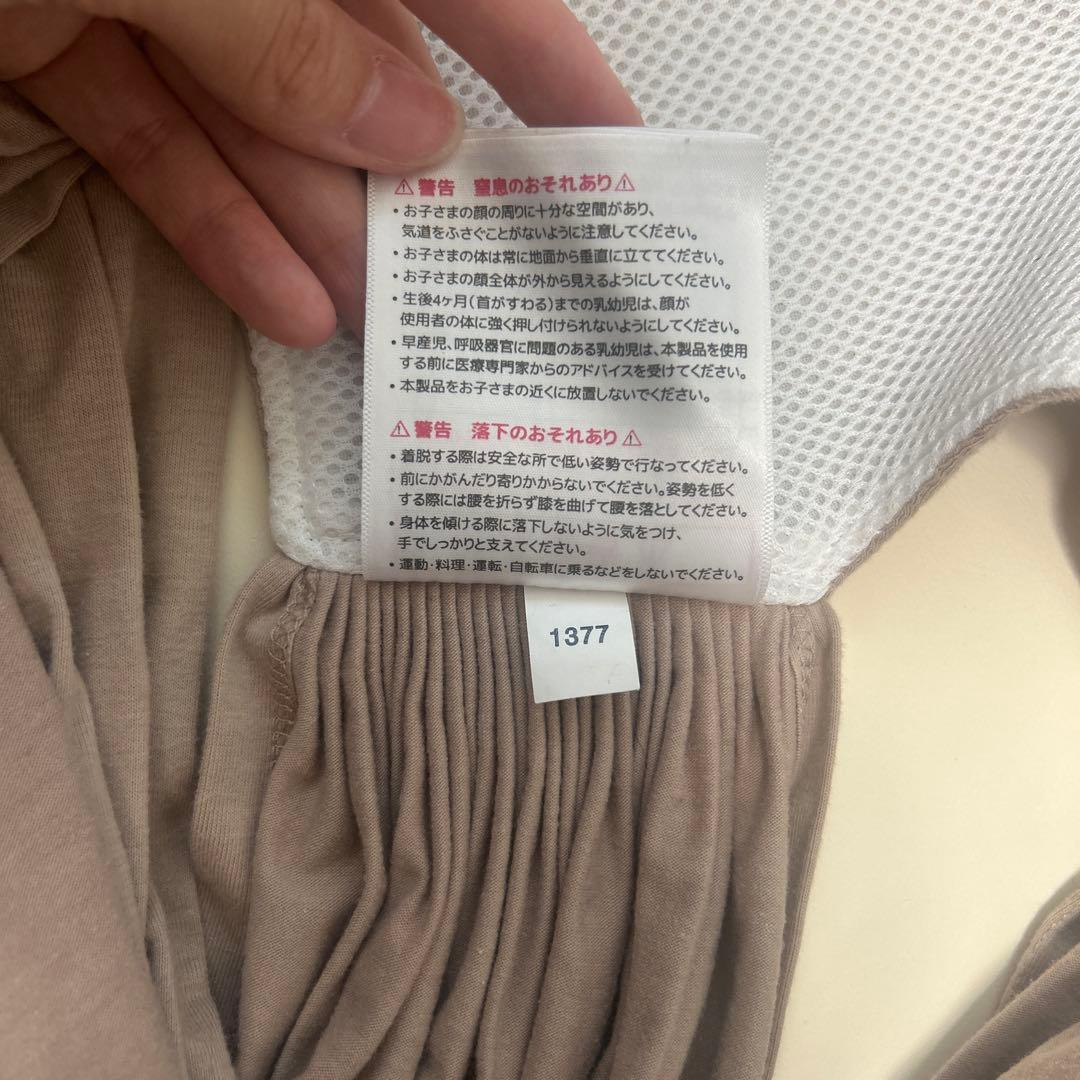 ⚠警告 窒息のおそれあり⚠
・お子さまの顔の周りに十分な空間があり、
気道をふさぐことがないように注意してください。
・お子さまの体は常に地面から垂直に立ててください。
・お子さまの顔全体が外から見えるようにしてください。
・生後4ヶ月(首がすわる)までの乳幼児は、顔が
使用者の体に強く押し付けられないようにしてください。
・早産児、呼吸器官に問題のある乳幼児は、本製品を使用
する前に医療専門家からのアドバイスを受けてください。
・本製品をお子さまの近くに放置しないでください。
⚠警告 落下のおそれあり⚠
・着脱する際は安全な所で低い姿勢で行なってください。
・前にかがんだり寄りかからないでください。姿勢を低く
する際には腰を折らず膝を曲げて腰を落としてください。
・身体を傾ける際に落下しないように気をつけ、
手でしっかりと支えてください。
・運動・料理・運転・自転車に乗るなどをしないでください。
1377